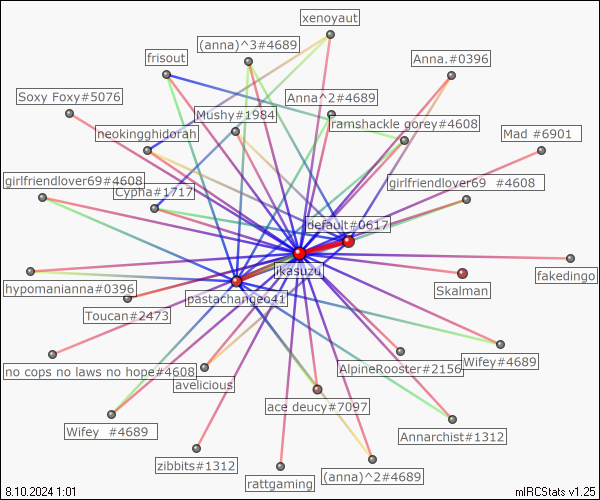 xenoyaut
(anna)^3#4689
frisout
Anna.#0396
Soxy Foxy#5076
Anna^2#4689
Mushy#1984
ramshackle gorey#4608
neokingghidorah
Mad #6901
girlfriendlover69#4608
Cypha#1717
girlfriendlover69 #4608
default#0617
ikasuzu
fakedingo
hypomanianna#0396
pastachangeo41
Skalman
Toucan#2473
Wifey#4689
no cops no laws no hope#4608
AlpineRooster#2156
avelicious
ace deucy#7097
Wifey #4689
Annarchist#1312
zibbits#1312
(anna)^2#4689
rattgaming
8.10.2024 1:01
mIRCStats v1.25